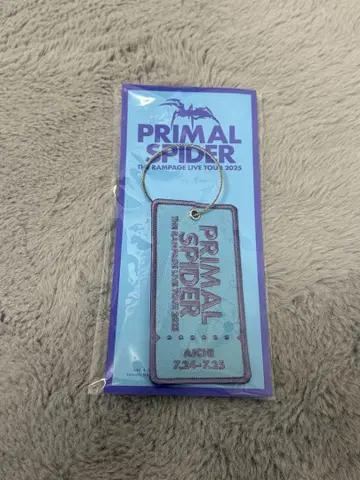 PRIMAL
SPIDER
THE RAMPAGE LIVE TOUR 2025
PRIMAL
SPIDER
THE RAMPAGE LIVE TOUR 2025
AICHI
7.24-7.25